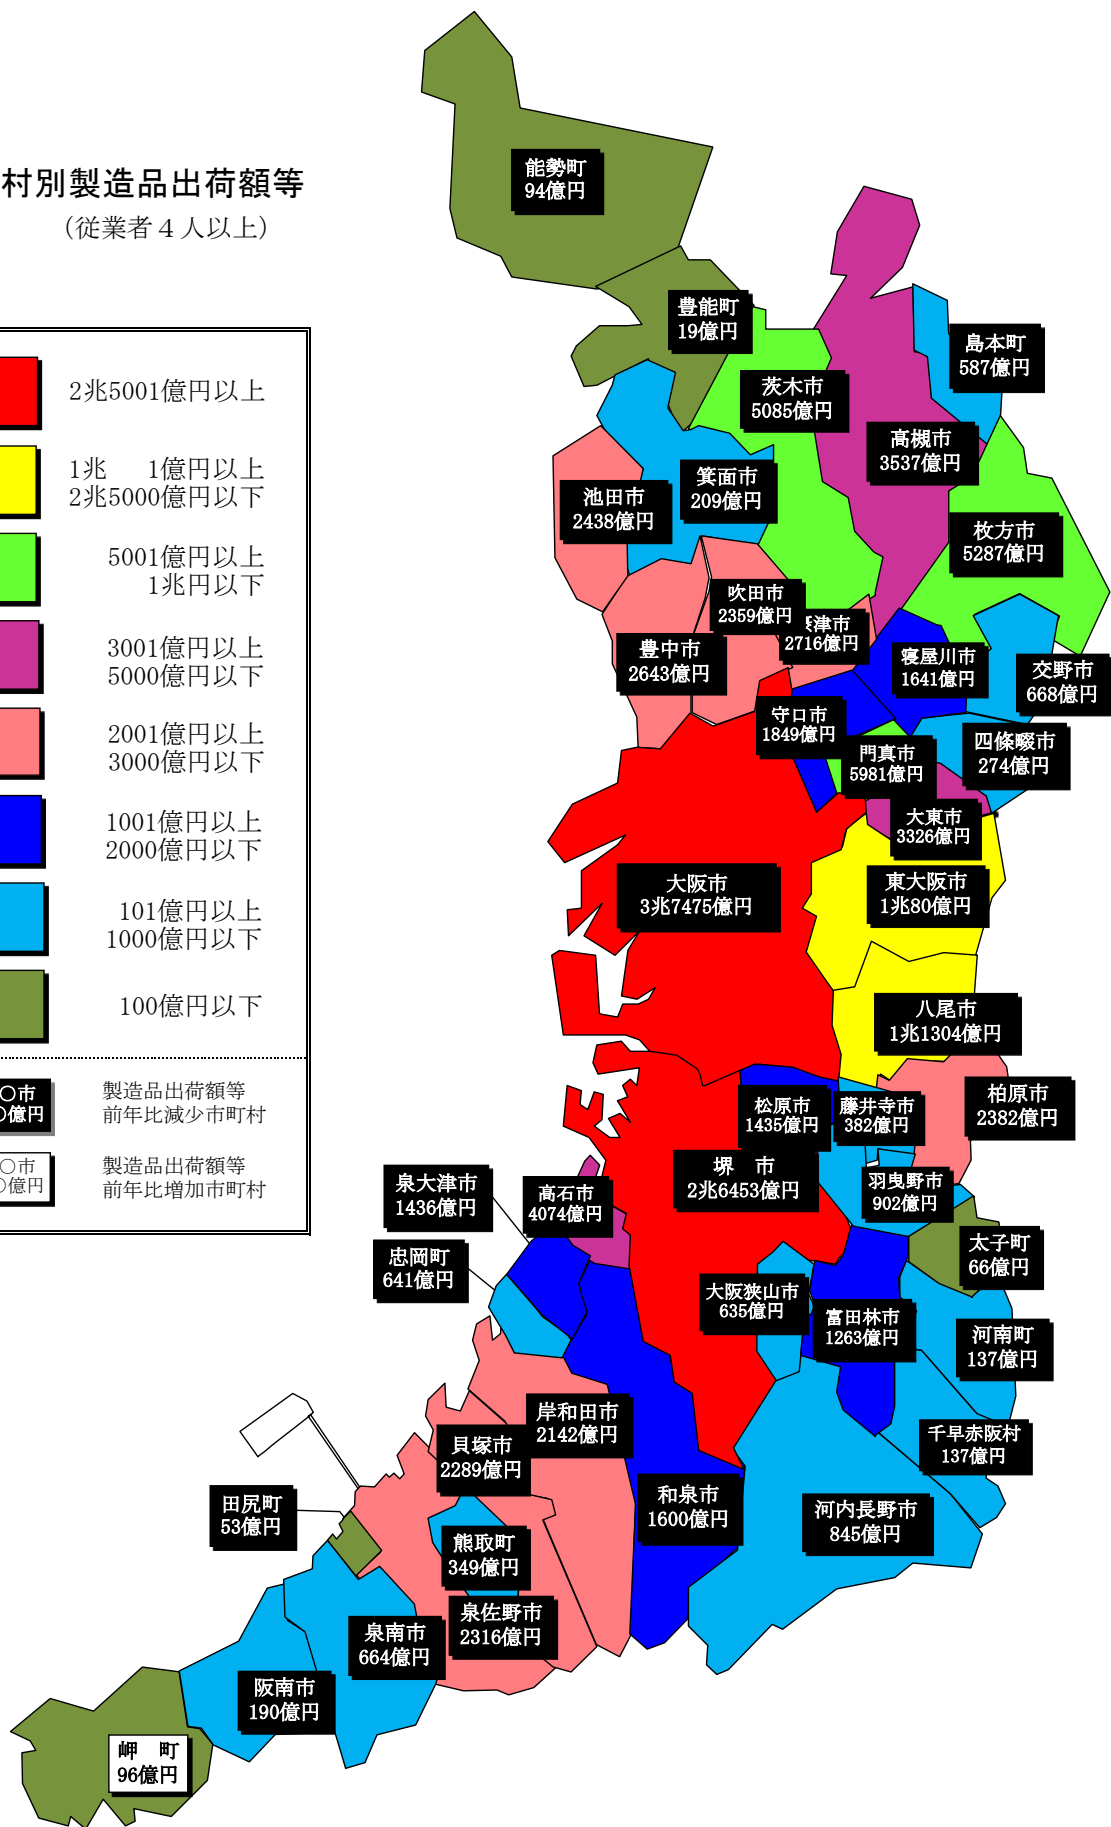 村別製造品出荷額等
（従業者４人以上）
2兆5001億円以上
1兆　1億円以上
2兆5000億円以下
5001億円以上
1兆円以下
3001億円以上
5000億円以下
2001億円以上
3000億円以下
1001億円以上
2000億円以下
101億円以上
1000億円以下
100億円以下
○市
○億円
製造品出荷額等
前年比減少市町村
○市
○億円
製造品出荷額等
前年比増加市町村
能勢町
94億円
豊能町
19億円
島本町
587億円
茨木市
5085億円
高槻市
3537億円
箕面市
209億円
池田市
2438億円
枚方市
5287億円
吹田市
2359億円
摂津市
2716億円
豊中市
2643億円
寝屋川市
1641億円
交野市
668億円
守口市
1849億円
門真市
5981億円
四條畷市
274億円
大東市
3326億円
大阪市
3兆7475億円
東大阪市
1兆80億円
八尾市
1兆1304億円
柏原市
2382億円
松原市
1435億円
藤井寺市
382億円
堺　市
2兆6453億円
羽曳野市
902億円
泉大津市
1436億円
高石市
4074億円
忠岡町
641億円
太子町
66億円
大阪狭山市
635億円
富田林市
1263億円
河南町
137億円
岸和田市
2142億円
貝塚市
2289億円
千早赤阪村
137億円
田尻町
53億円
和泉市
1600億円
河内長野市
845億円
熊取町
349億円
泉佐野市
2316億円
泉南市
664億円
阪南市
190億円
岬　町
96億円